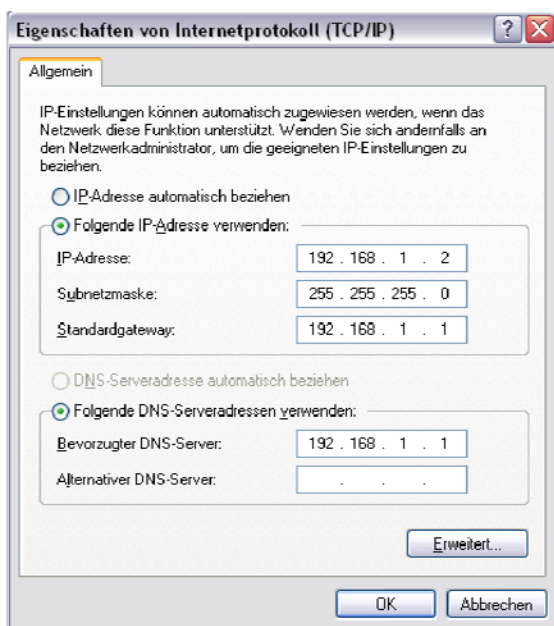 Eigenschaften von Internetprotokoll (TCP/IP)
Allgemein
IP-Einstellungen können automatisch zugewiesen werden, wenn das
Netzwerk diese Funktion unterstützt. Wenden Sie sich andernfalls an
den Netzwerkadministrator, um die geeigneten IP-Einstellungen zu
beziehen.
IP-Adresse automatisch beziehen
Folgende IP-Adresse verwenden:
IP-Adresse: 192 . 168 . 1 . 2
Subnetzmaske: 255 . 255 . 255 . 0
Standardgateway: 192 . 168 . 1 . 1
DNS-Serveradresse automatisch beziehen
Folgende DNS-Serveradressen verwenden:
Bevorzugter DNS-Server: 192 . 168 . 1 . 1
Alternativer DNS-Server: . . .
Erweitert...
OK Abbrechen